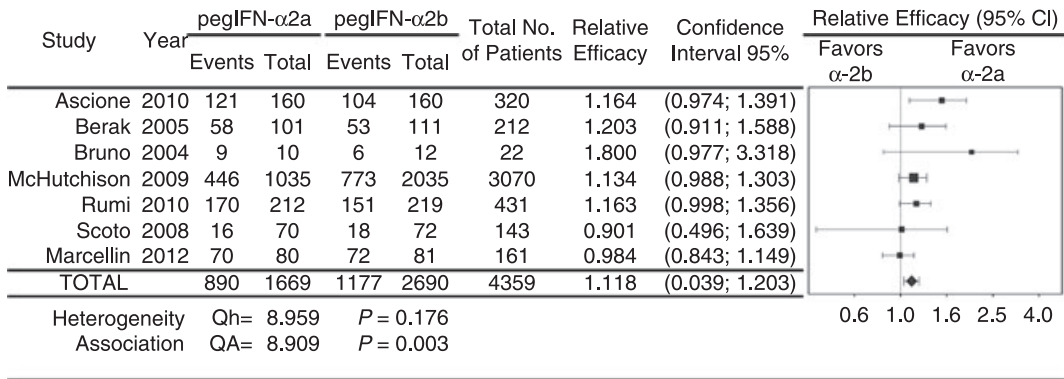 pegIFN-α2a pegIFN-α2b Total No. Relative Confidence Relative Efficacy (95% CI)
Study Year of Patients Efficacy Interval 95% Favors Favors
Events Total Events Total α-2b α-2a
Ascione 2010 121 160 104 160 320 1.164 (0.974; 1.391)
Berak 2005 58 101 53 111 212 1.203 (0.911; 1.588)
Bruno 2004 9 10 6 12 22 1.800 (0.977; 3.318)
McHutchison 2009 446 1035 773 2035 3070 1.134 (0.988; 1.303)
Rumi 2010 170 212 151 219 431 1.163 (0.998; 1.356)
Scoto 2008 16 70 18 72 143 0.901 (0.496; 1.639)
Marcellin 2012 70 80 72 81 161 0.984 (0.843; 1.149)
TOTAL 890 1669 1177 2690 4359 1.118 (0.039; 1.203)
0.6 1.0 1.6 2.5 4.0
Heterogeneity Qh= 8.959 P = 0.176
Association QA= 8.909 P = 0.003